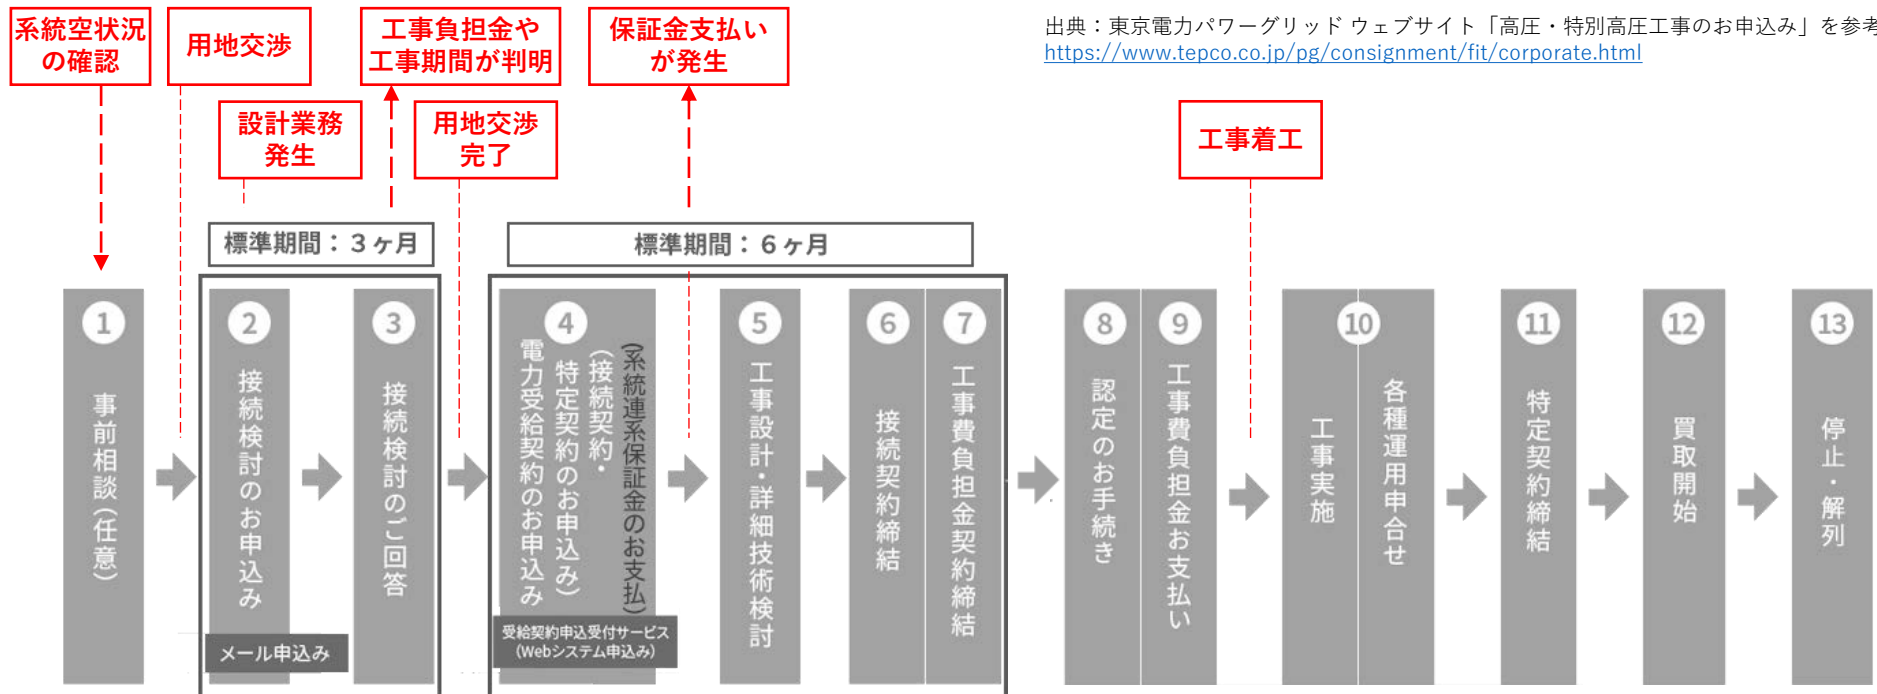 系統空状況
の確認
用地交渉
工事負担金や
工事期間が判明
保証金支払い
が発生
出典：東京電力パワーグリッド ウェブサイト「高圧・特別高圧工事のお申込み」を参考
https://www.tepco.co.jp/pg/consignment/fit/corporate.html
設計業務
発生
用地交渉
完了
工事着工
標準期間：３ヶ月
標準期間：６ヶ月
1
事前相談（任意）
2
接続検討のお申込み
メール申込み
3
接続検討のご回答
4
電力受給契約のお申込み
（接続契約・
特定契約のお申込み）
（系統連系保証金のお支払）
受給契約申込受付サービス
（Webシステム申込み）
5
工事設計・詳細技術検討
6
接続契約締結
7
工事費負担金契約締結
8
認定のお手続き
9
工事費負担金お支払い
10
工事実施
各種運用申合せ
11
特定契約締結
12
買取開始
13
停止・解列